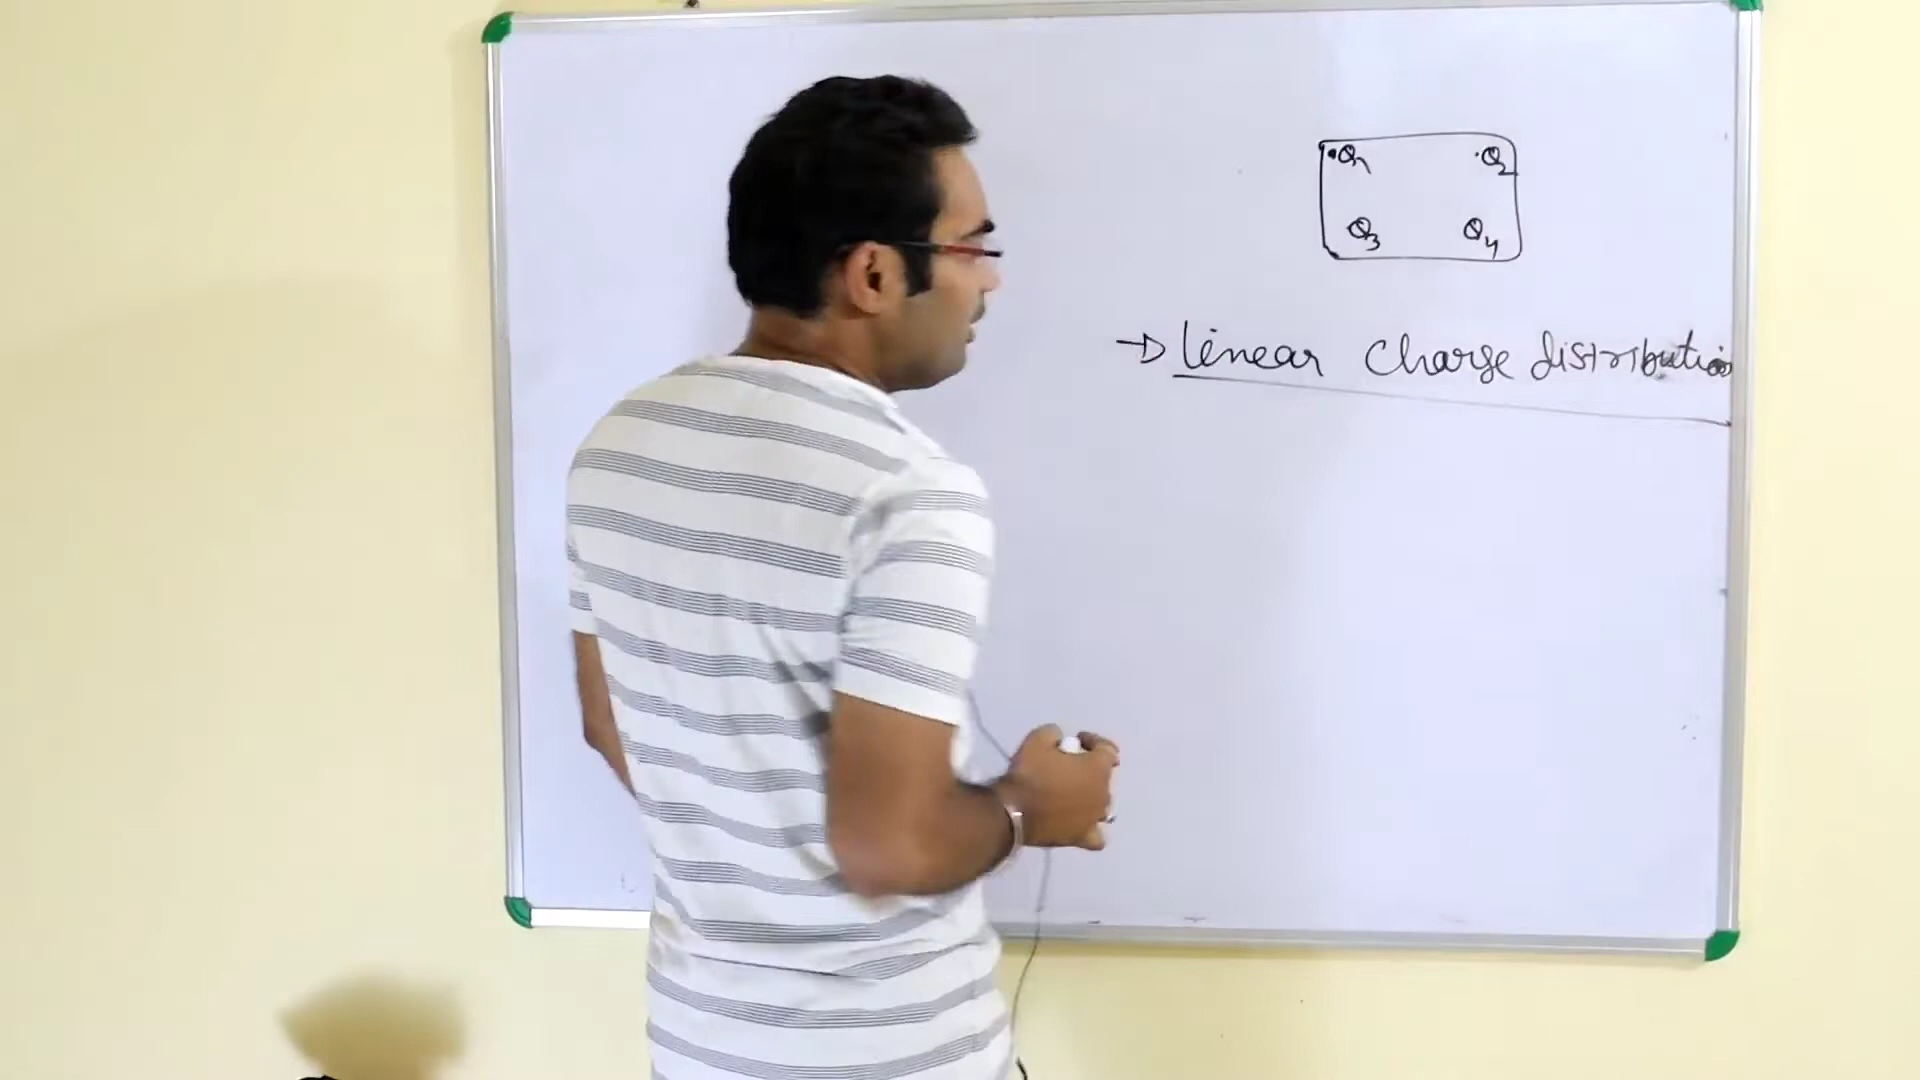 Q1 Q2
Q3 Q4
→ Linear Charge distribution